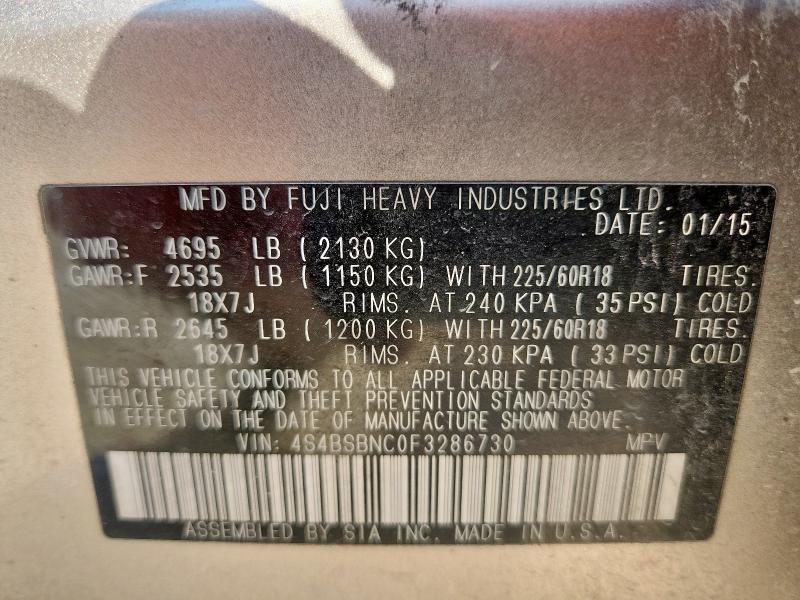 MFD BY FUJI HEAVY INDUSTRIES LTD.
DATE: 01/15
GVWR: 4695 LB ( 2130 KG)
GAWR:F 2535 LB ( 1150 KG) WITH 225/60R18 TIRES.
18X7J RIMS. AT 240 KPA ( 35 PSI) COLD
GAWR:R 2645 LB ( 1200 KG) WITH 225/60R18 TIRES.
18X7J RIMS. AT 230 KPA ( 33 PSI) COLD
THIS VEHICLE CONFORMS TO ALL APPLICABLE FEDERAL MOTOR
VEHICLE SAFETY AND THEFT PREVENTION STANDARDS
IN EFFECT ON THE DATE OF MANUFACTURE SHOWN ABOVE.
VIN: 4S4BSBNC0F3286730 MPV
ASSEMBLED BY SIA INC. MADE IN U.S.A.